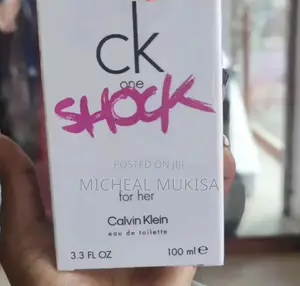 ck
one
SHOCK
POSTED ON Jiji
MICHEAL MUKISA
for her
Calvin Klein
eau de toilette
3.3 FL OZ 100 ml ℮